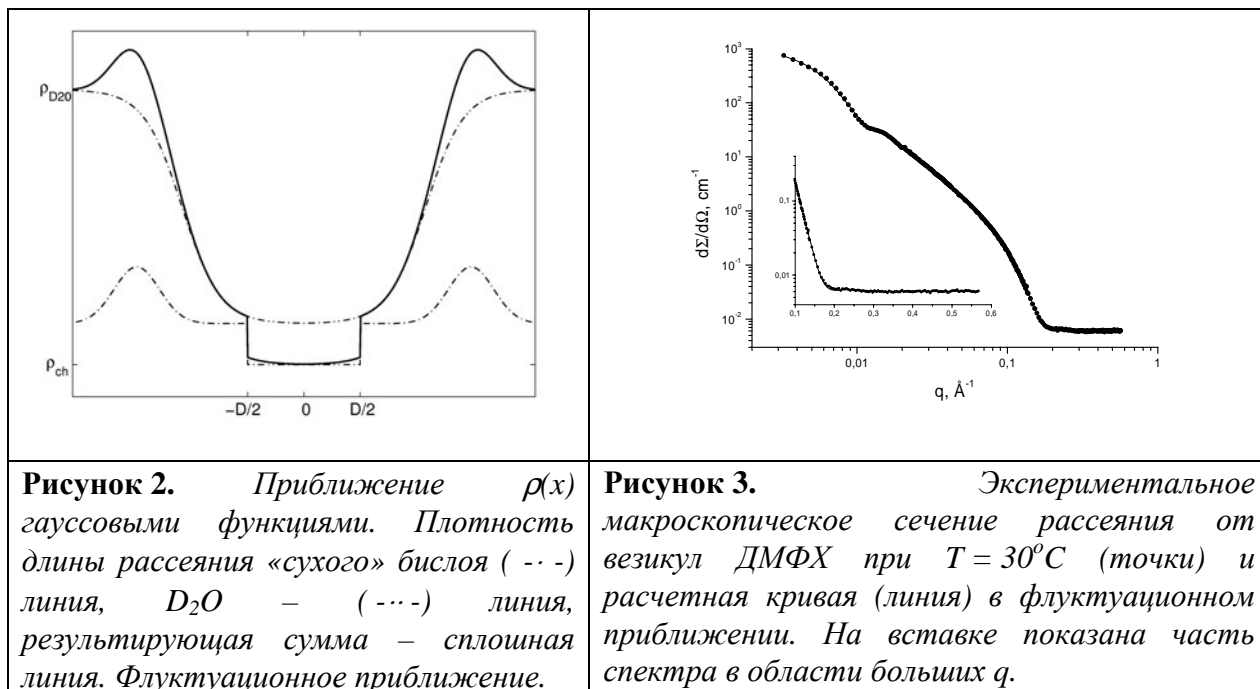 ρD20
ρch
−D/2
0
D/2
10³
10²
10¹
10⁰
10⁻¹
10⁻²
dΣ/dΩ, cm⁻¹
0,1
0,01
0,1
0,2
0,3
0,4
0,5
0,6
0,01
0,1
1
q, Å⁻¹
Рисунок 2. Приближение ρ(x)
гауссовыми функциями. Плотность
длины рассеяния «сухого» бислоя ( -· -)
линия, D₂O – ( -·· -) линия,
результирующая сумма – сплошная
линия. Флуктуационное приближение.
Рисунок 3. Экспериментальное
макроскопическое сечение рассеяния от
везикул ДМФХ при T = 30°C (точки) и
расчетная кривая (линия) в флуктуационном
приближении. На вставке показана часть
спектра в области больших q.